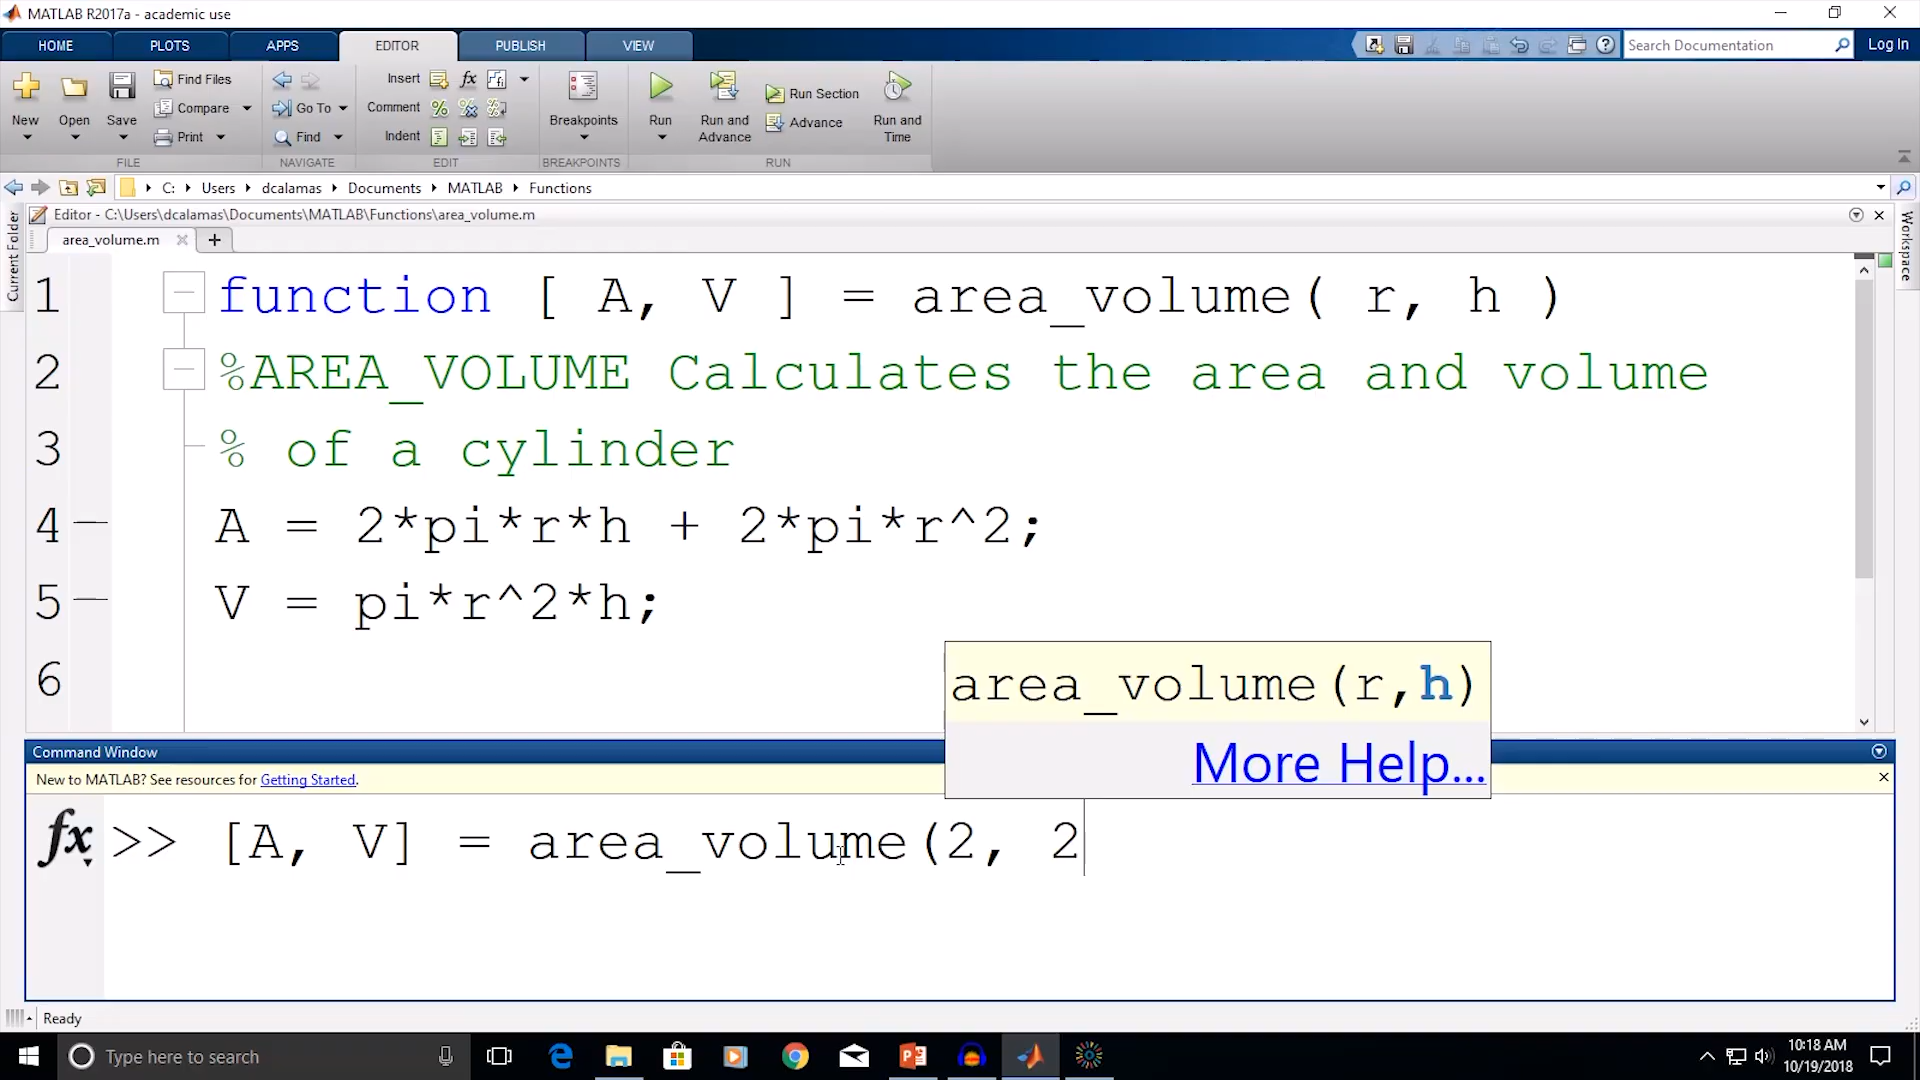 MATLAB R2017a - academic use
HOME PLOTS APPS EDITOR PUBLISH VIEW Search Documentation Log In
New Open Save Find Files Compare Print
FILE
Go To Find
NAVIGATE
Insert fx
Comment
Indent
EDIT
Breakpoints
BREAKPOINTS
Run Run and Advance Run Section Advance Run and Time
RUN
C: Users dcalamas Documents MATLAB Functions
Current Folder
Editor - C:\Users\dcalamas\Documents\MATLAB\Functions\area_volume.m
Workspace
area_volume.m
1 function [ A, V ] = area_volume( r, h )
2 %AREA_VOLUME Calculates the area and volume
3 % of a cylinder
4 A = 2*pi*r*h + 2*pi*r^2;
5 V = pi*r^2*h;
6
area_volume(r,h)
More Help...
Command Window
New to MATLAB? See resources for Getting Started.
fx >> [A, V] = area_volume(2, 2
Ready
Type here to search
10:18 AM
10/19/2018